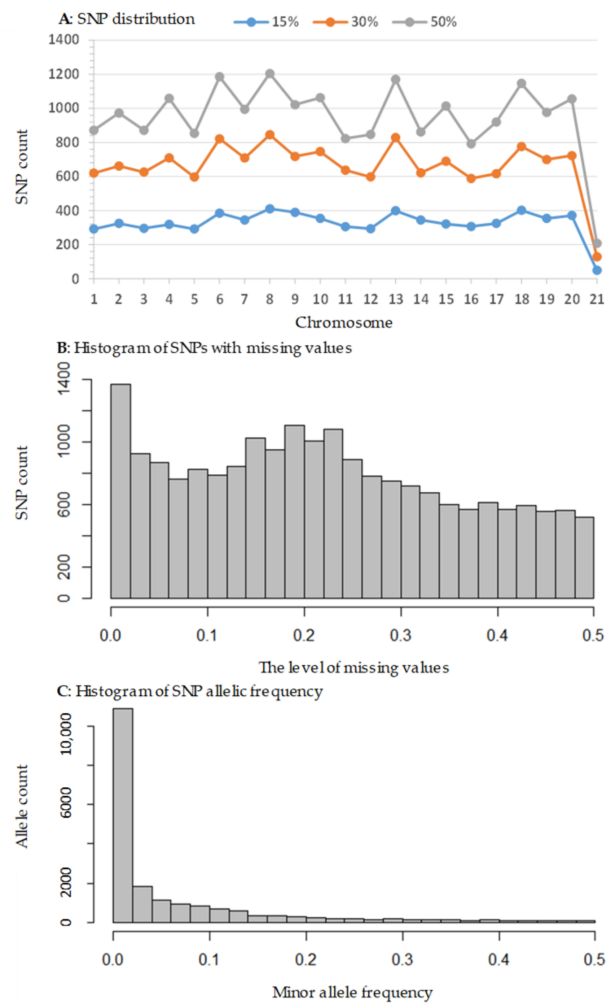 A: SNP distribution
15% 30% 50%
SNP count
1400
1200
1000
800
600
400
200
0
1 2 3 4 5 6 7 8 9 10 11 12 13 14 15 16 17 18 19 20 21
Chromosome
B: Histogram of SNPs with missing values
SNP count
1400
1000
600
200
0
0.0 0.1 0.2 0.3 0.4 0.5
The level of missing values
C: Histogram of SNP allelic frequency
Allele count
10,000
6000
2000
0
0.0 0.1 0.2 0.3 0.4 0.5
Minor allele frequency